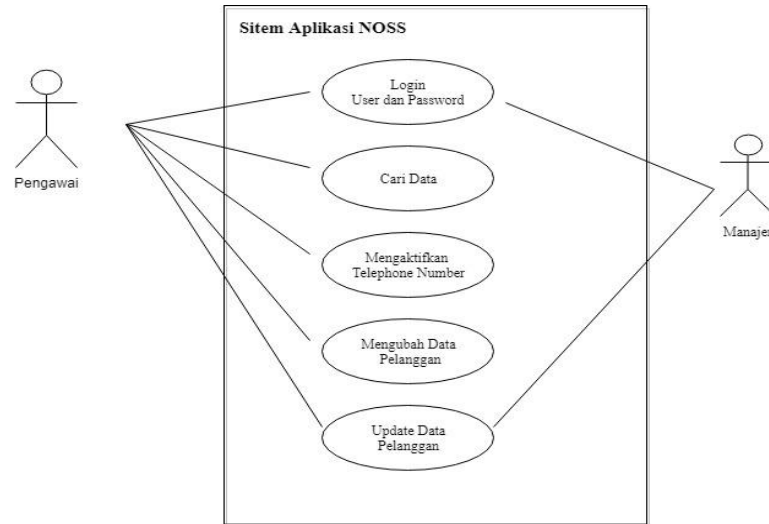 Sitem Aplikasi NOSS
Login
User dan Password
Pengawai
Cari Data
Manajer
Mengaktifkan
Telephone Number
Mengubah Data
Pelanggan
Update Data
Pelanggan